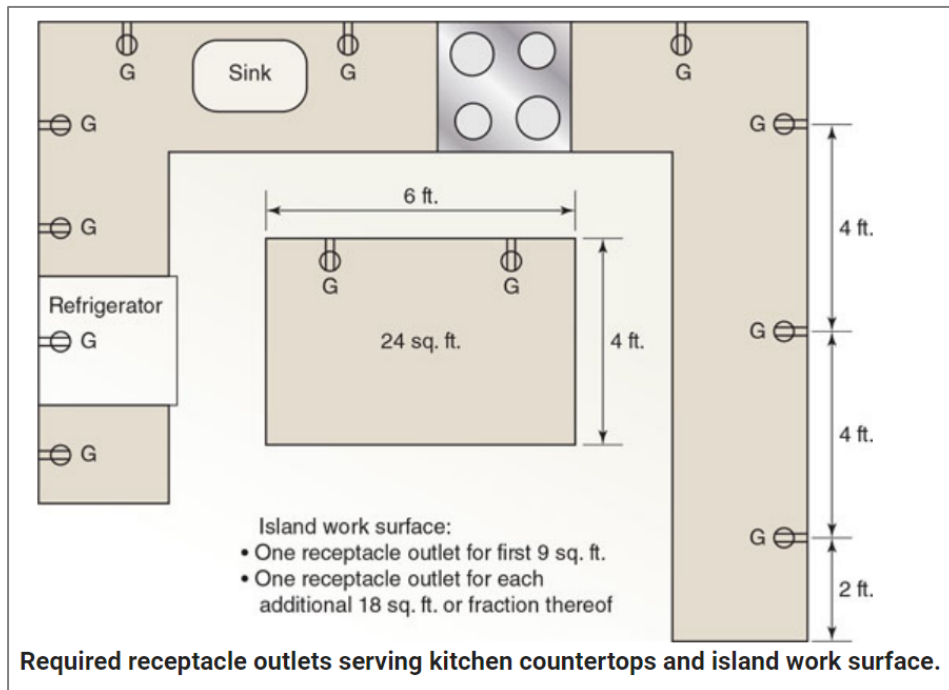 G
Sink
G
G
G
G
G
Refrigerator
G
G
6 ft.
G
G
24 sq. ft.
4 ft.
4 ft.
G
4 ft.
G
2 ft.
Island work surface:
• One receptacle outlet for first 9 sq. ft.
• One receptacle outlet for each
additional 18 sq. ft. or fraction thereof
Required receptacle outlets serving kitchen countertops and island work surface.